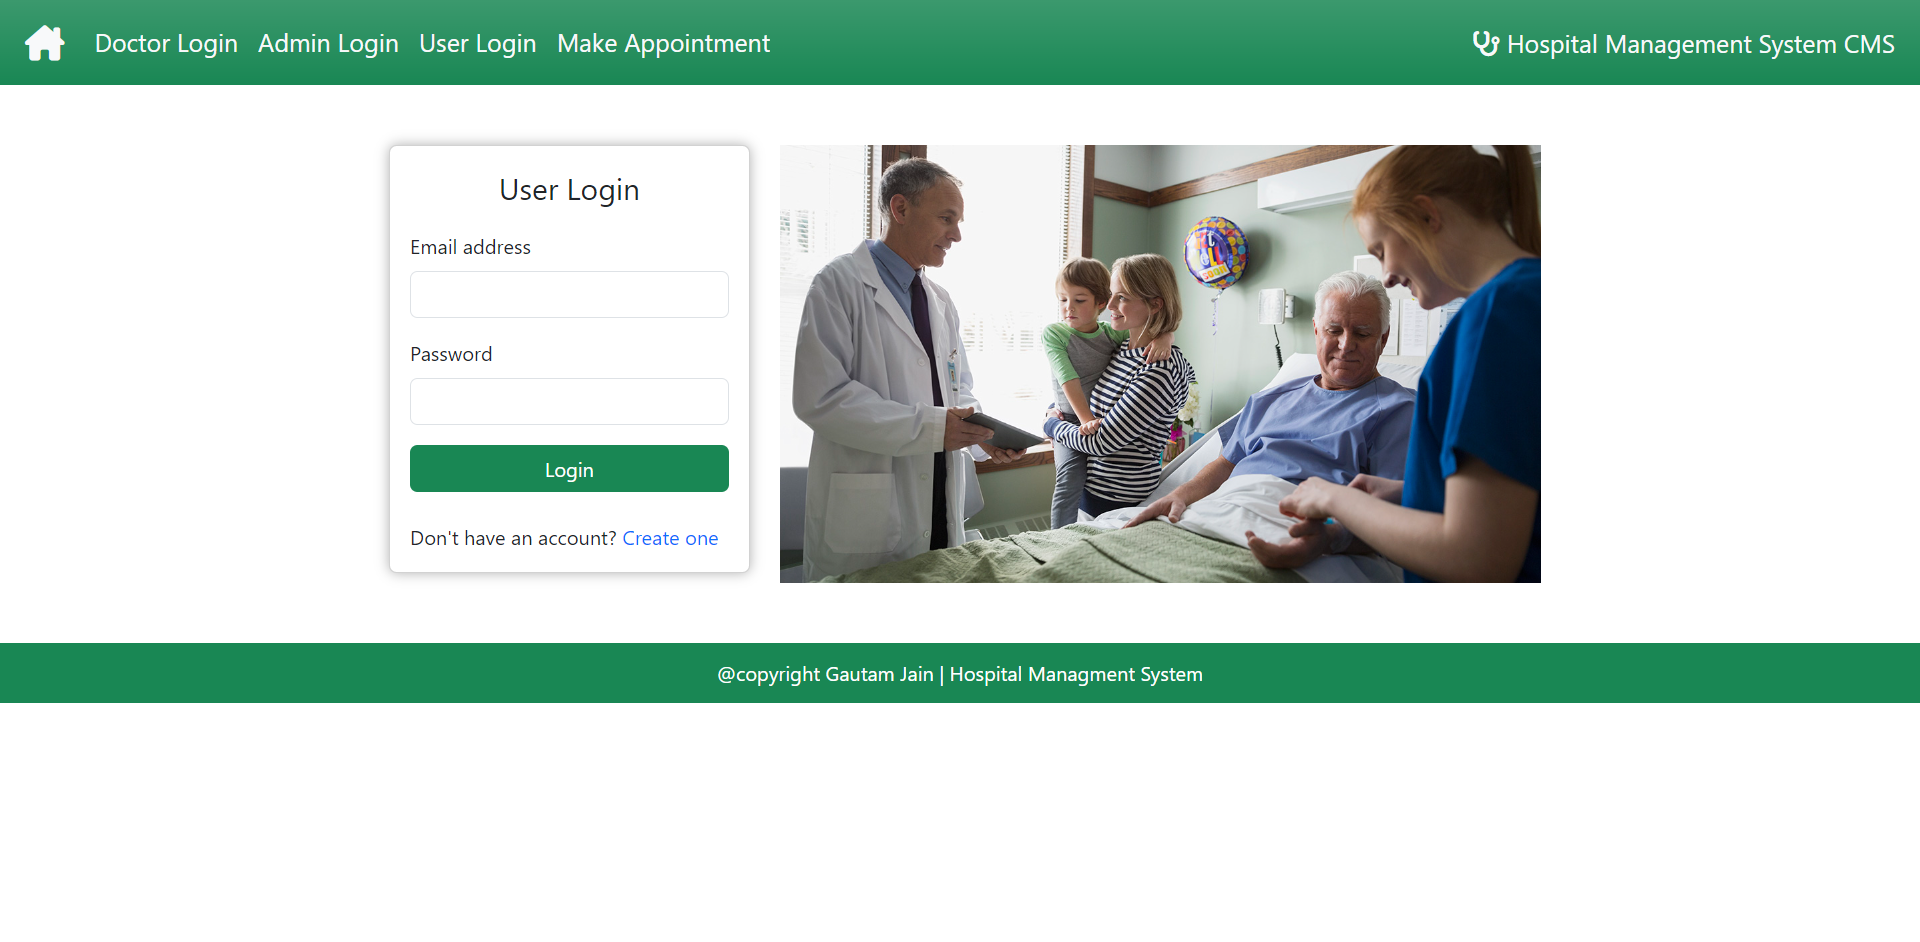 Doctor Login Admin Login User Login Make Appointment
Hospital Management System CMS
User Login
Email address
Password
Login
Don't have an account? Create one
@copyright Gautam Jain | Hospital Managment System